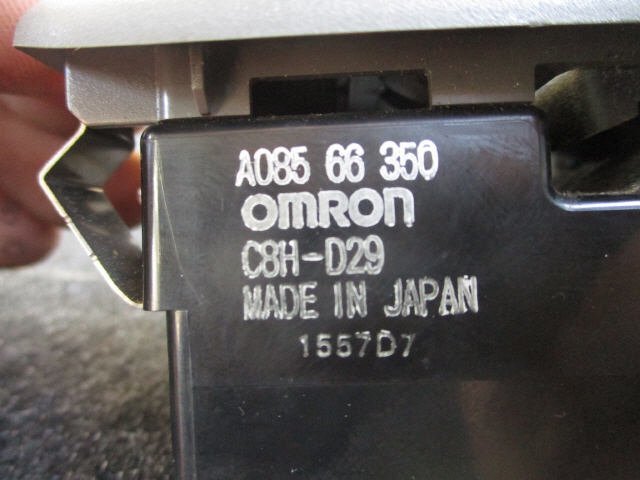 A085 66 350
OMRON
C8H-D29
MADE IN JAPAN
1557D7